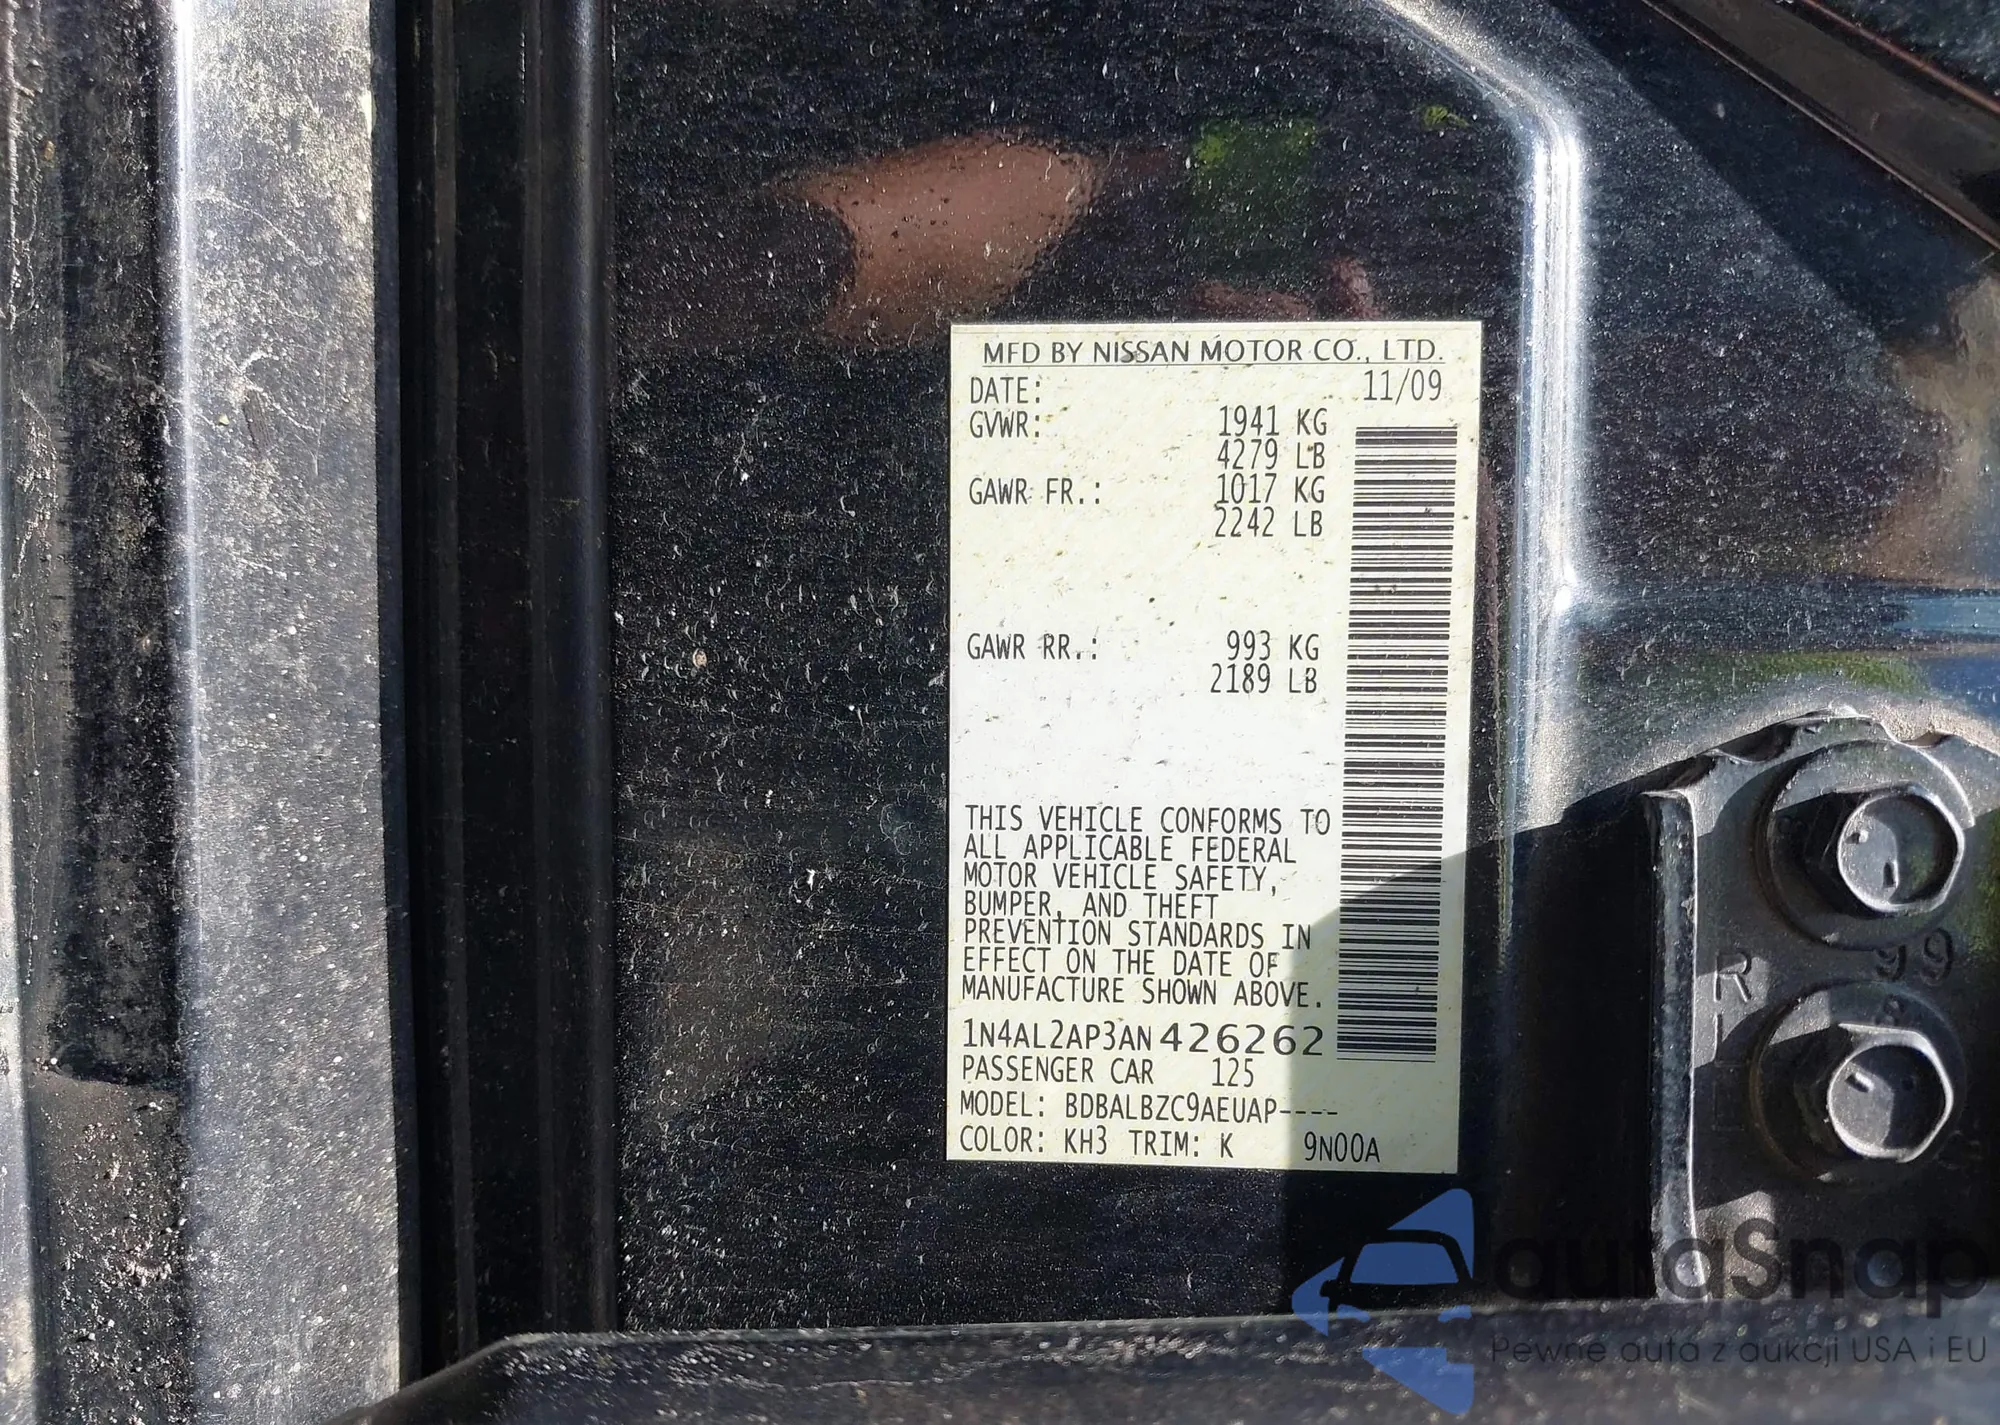 MFD BY NISSAN MOTOR CO., LTD.
DATE: 11/09
GVWR: 1941 KG
4279 LB
GAWR FR.: 1017 KG
2242 LB
GAWR RR.: 993 KG
2189 LB
THIS VEHICLE CONFORMS TO
ALL APPLICABLE FEDERAL
MOTOR VEHICLE SAFETY,
BUMPER, AND THEFT
PREVENTION STANDARDS IN
EFFECT ON THE DATE OF
MANUFACTURE SHOWN ABOVE.
1N4AL2AP3AN426262
PASSENGER CAR 125
MODEL: BDBALBZC9AEUAP----
COLOR: KH3 TRIM: K 9N00A
autoSnap
Pewne auta z aukcji USA i EU